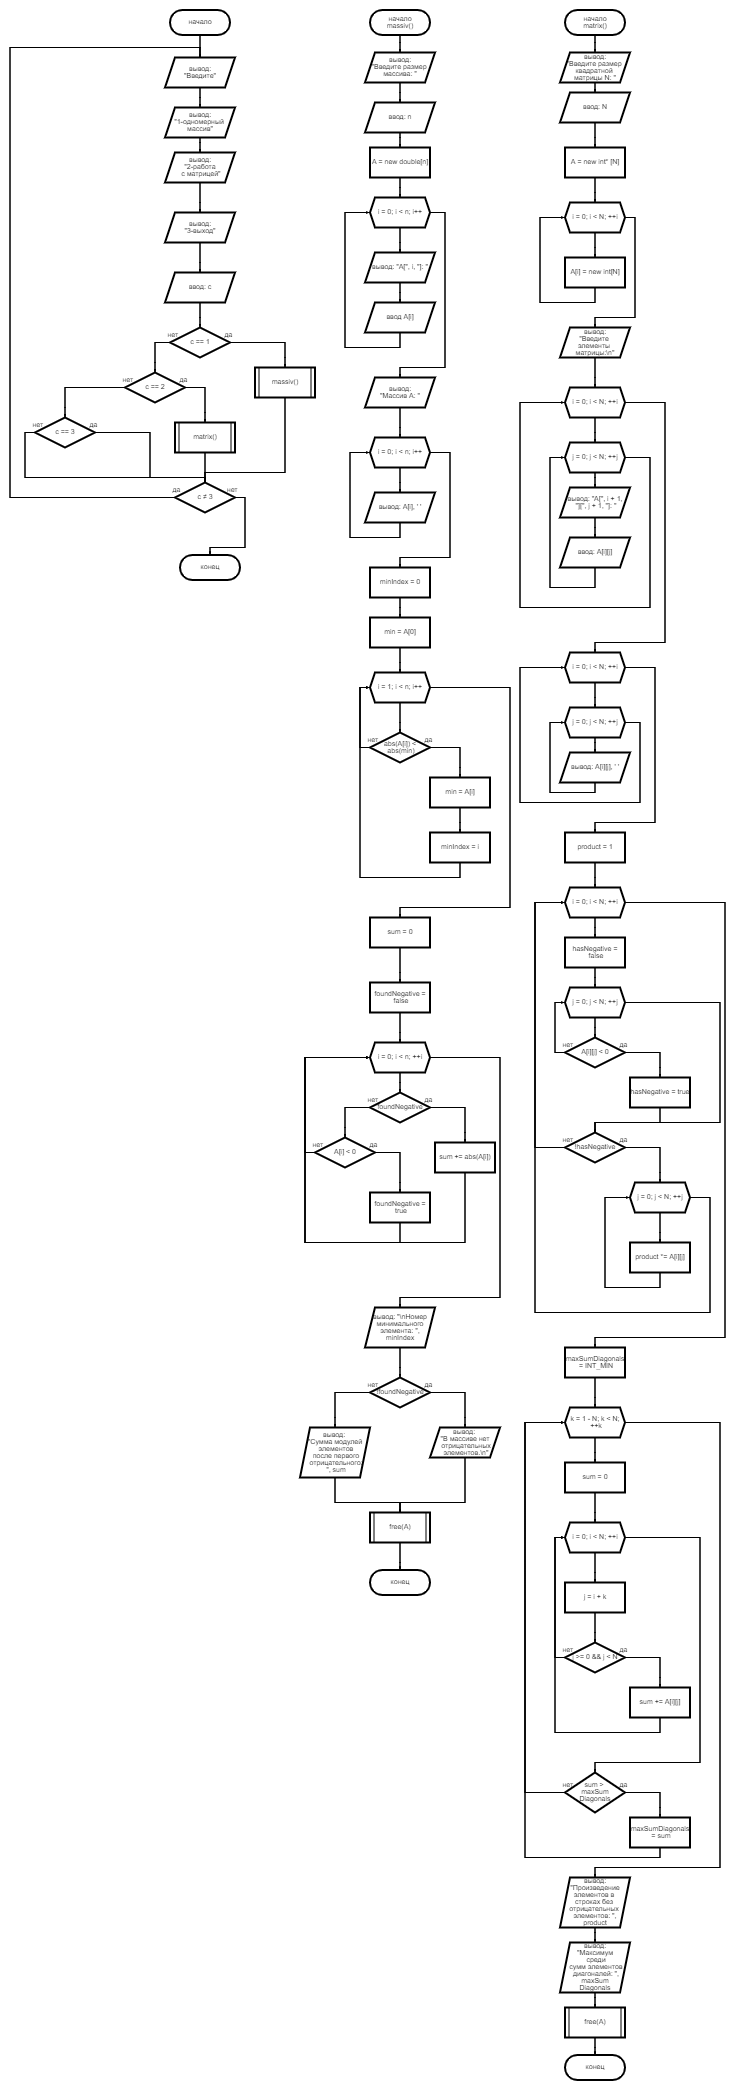 начало
вывод:
"Введите"
вывод:
"1-одномерный
массив"
вывод:
"2-работа
с матрицей"
вывод:
"3-выход"
ввод: c
нет
c == 1
да
massiv()
нет
c == 2
да
matrix()
нет
c == 3
да
да
c ≠ 3
нет
конец
начало
massiv()
вывод:
"Введите размер
массива: "
ввод: n
A = new double[n]
i = 0; i < n; i++
вывод: "A[", i, "]: "
ввод A[i]
вывод:
"Массив A: "
i = 0; i < n; i++
вывод: A[i], ' '
minIndex = 0
min = A[0]
i = 1; i < n; i++
нет
abs(A[i]) <
abs(min)
да
min = A[i]
minIndex = i
sum = 0
foundNegative =
false
i = 0; i < n; ++i
нет
foundNegative
да
нет
A[i] < 0
да
sum += abs(A[i])
foundNegative =
true
вывод: "\nНомер
минимального
элемента: ",
minIndex
нет
!foundNegative
да
вывод:
"Сумма модулей
элементов
после первого
отрицательного:
", sum
вывод:
"В массиве нет
отрицательных
элементов.\n"
free(A)
конец
начало
matrix()
вывод:
"Введите размер
квадратной
матрицы N: "
ввод: N
A = new int* [N]
i = 0; i < N; ++i
A[i] = new int[N]
вывод:
"Введите
элементы
матрицы:\n"
i = 0; i < N; ++i
j = 0; j < N; ++j
вывод: "A[", i + 1,
"][", j + 1, "]: "
ввод: A[i][j]
i = 0; i < N; ++i
j = 0; j < N; ++j
вывод: A[i][j], ' '
product = 1
i = 0; i < N; ++i
hasNegative =
false
j = 0; j < N; ++j
нет
A[i][j] < 0
да
hasNegative = true
нет
!hasNegative
да
j = 0; j < N; ++j
product *= A[i][j]
maxSumDiagonals
= INT_MIN
k = 1 - N; k < N;
++k
sum = 0
i = 0; i < N; ++i
j = i + k
нет
>= 0 && j < N
да
sum += A[i][j]
нет
sum >
maxSum
Diagonals
да
maxSumDiagonals
= sum
вывод:
"Произведение
элементов в
строках без
отрицательных
элементов: ",
product
вывод:
"Максимум
среди
сумм элементов
диагоналей: ",
maxSum
Diagonals
free(A)
конец